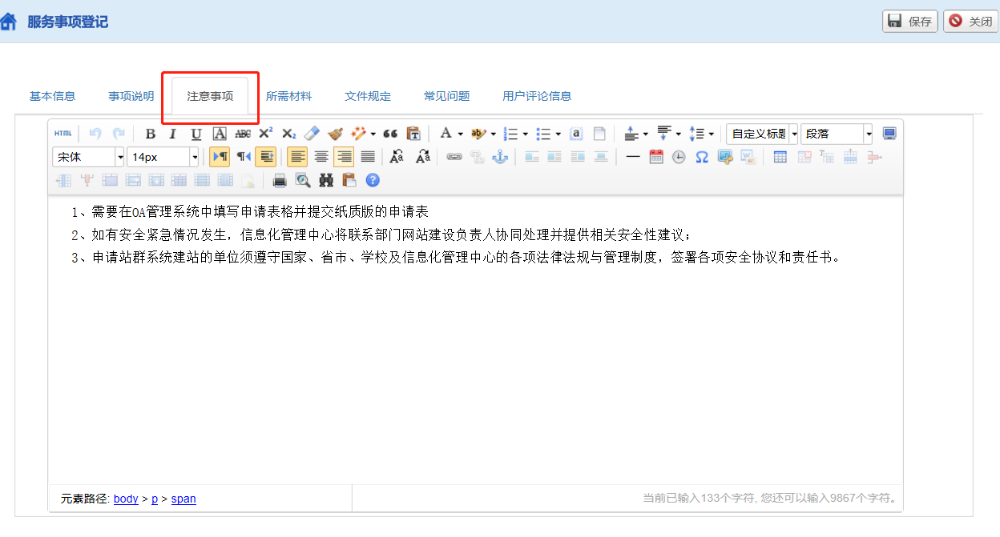 服务事项登记
保存
关闭
基本信息 事项说明 注意事项 所需材料 文件规定 常见问题 用户评论信息
HTML B I U A ABC X² X₂ A ab a 自定义标题 段落
宋体 14px
1、需要在OA管理系统中填写申请表格并提交纸质版的申请表
2、如有安全紧急情况发生，信息化管理中心将联系部门网站建设负责人协同处理并提供相关安全性建议；
3、申请站群系统建站的单位须遵守国家、省市、学校及信息化管理中心的各项法律法规与管理制度，签署各项安全协议和责任书。
元素路径: body > p > span
当前已输入133个字符, 您还可以输入9867个字符。